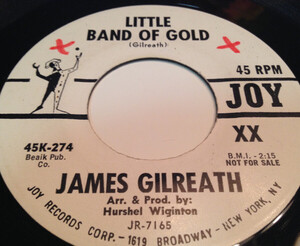 LITTLE
BAND OF GOLD
(Gilreath)
45 RPM
JOY
XX
45K-274
Beaik Pub.
Co.
B.M.I. - 2:15
NOT FOR SALE
JAMES GILREATH
Arr. & Prod. by:
Hurshel Wiginton
JR-7165
JOY RECORDS CORP. - 1619 BROADWAY - NEW YORK, NY